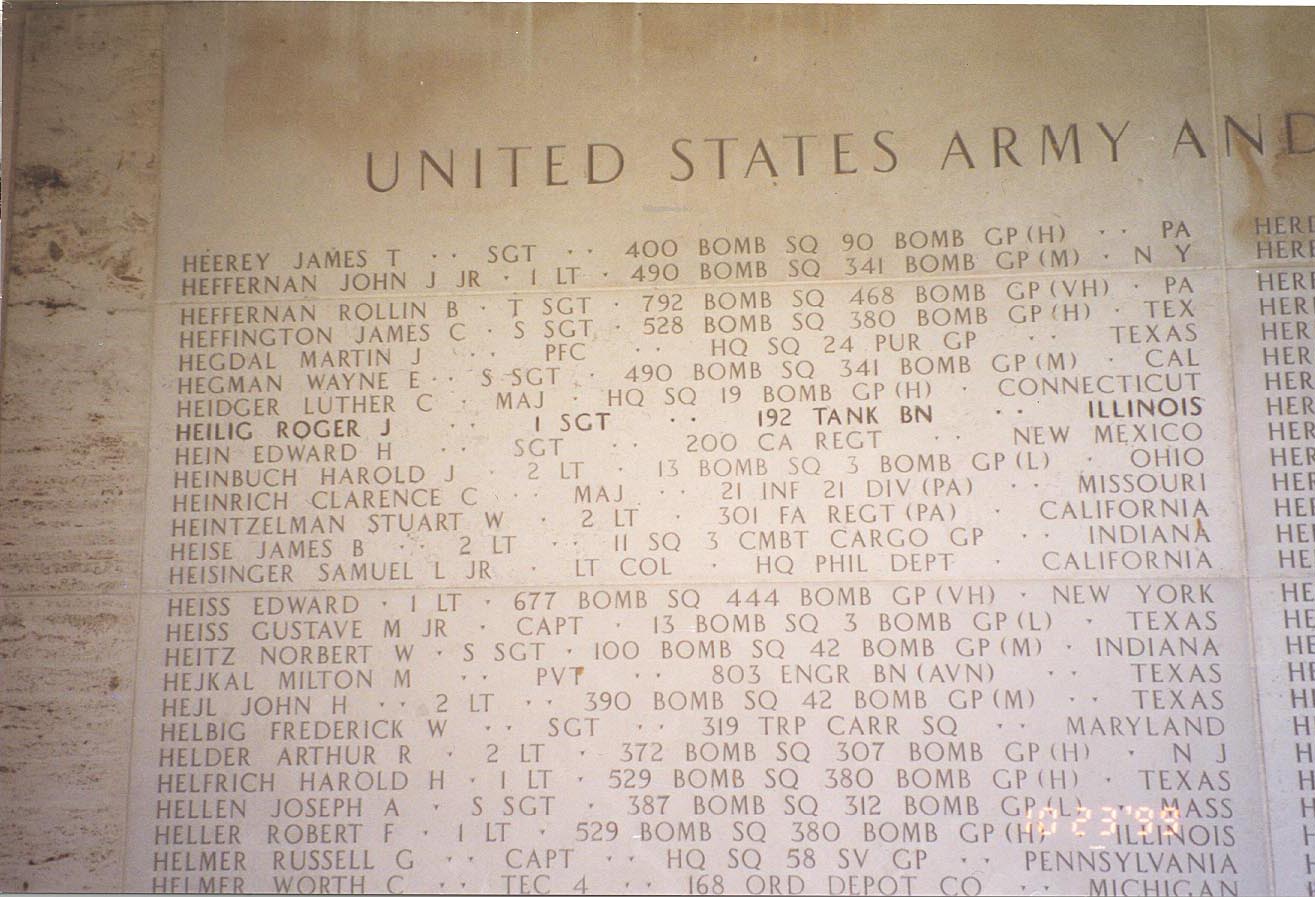 UNITED STATES ARMY AND
HEEREY JAMES T ·· SGT ·· 400 BOMB SQ 90 BOMB GP (H) ·· PA
HEFFERNAN JOHN J JR · 1 LT · 490 BOMB SQ 341 BOMB GP (M) · N Y
HEFFERNAN ROLLIN B · T SGT · 792 BOMB SQ 468 BOMB GP (VH) · PA
HEFFINGTON JAMES C · S SGT · 528 BOMB SQ 380 BOMB GP (H) · TEX
HEGDAL MARTIN J ·· PFC ·· HQ SQ 24 PUR GP ·· TEXAS
HEGMAN WAYNE E ·· S SGT · 490 BOMB SQ 341 BOMB GP (M) · CAL
HEIDGER LUTHER C · MAJ · HQ SQ 19 BOMB GP (H) · CONNECTICUT
HEILIG ROGER J ·· 1 SGT ·· 192 TANK BN ·· ILLINOIS
HEIN EDWARD H ·· SGT ·· 200 CA REGT ·· NEW MEXICO
HEINBUCH HAROLD J · 2 LT · 13 BOMB SQ 3 BOMB GP (L) · OHIO
HEINRICH CLARENCE C ·· MAJ ·· 21 INF 21 DIV (PA) ·· MISSOURI
HEINTZELMAN STUART W · 2 LT · 301 FA REGT (PA) · CALIFORNIA
HEISE JAMES B ·· 2 LT ·· 11 SQ 3 CMBT CARGO GP ·· INDIANA
HEISINGER SAMUEL L JR · LT COL · HQ PHIL DEPT · CALIFORNIA
HEISS EDWARD · 1 LT · 677 BOMB SQ 444 BOMB GP (VH) · NEW YORK
HEISS GUSTAVE M JR · CAPT · 13 BOMB SQ 3 BOMB GP (L) · TEXAS
HEITZ NORBERT W · S SGT · 100 BOMB SQ 42 BOMB GP (M) · INDIANA
HEJKAL MILTON M ·· PVT ·· 803 ENGR BN (AVN) ·· TEXAS
HEJL JOHN H ·· 2 LT ·· 390 BOMB SQ 42 BOMB GP (M) ·· TEXAS
HELBIG FREDERICK W ·· SGT ·· 319 TRP CARR SQ ·· MARYLAND
HELDER ARTHUR R · 2 LT · 372 BOMB SQ 307 BOMB GP (H) · N J
HELFRICH HAROLD H · 1 LT · 529 BOMB SQ 380 BOMB GP (H) · TEXAS
HELLEN JOSEPH A · S SGT · 387 BOMB SQ 312 BOMB GP (L) · MASS
HELLER ROBERT F · 1 LT · 529 BOMB SQ 380 BOMB GP (H) · ILLINOIS
HELMER RUSSELL G ·· CAPT ·· HQ SQ 58 SV GP ·· PENNSYLVANIA
HELMER WORTH C ·· TEC 4 ·· 168 ORD DEPOT CO ·· MICHIGAN